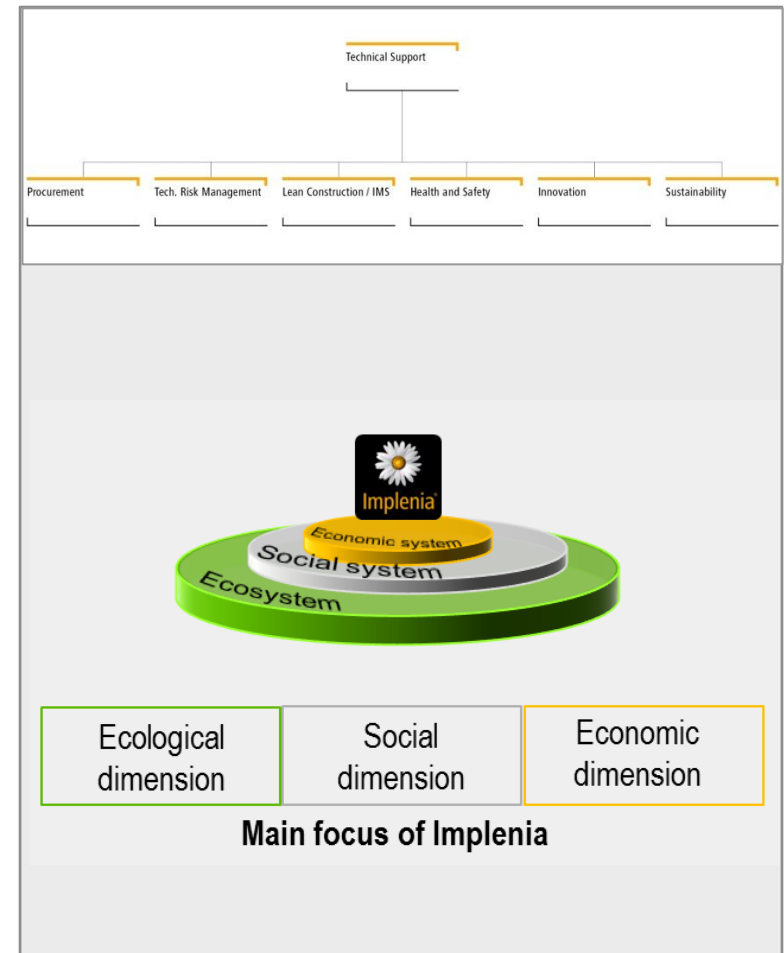 Technical Support
Procurement
Tech. Risk Management
Lean Construction / IMS
Health and Safety
Innovation
Sustainability
Implenia®
Economic system
Social system
Ecosystem
Ecological
dimension
Social
dimension
Economic
dimension
Main focus of Implenia